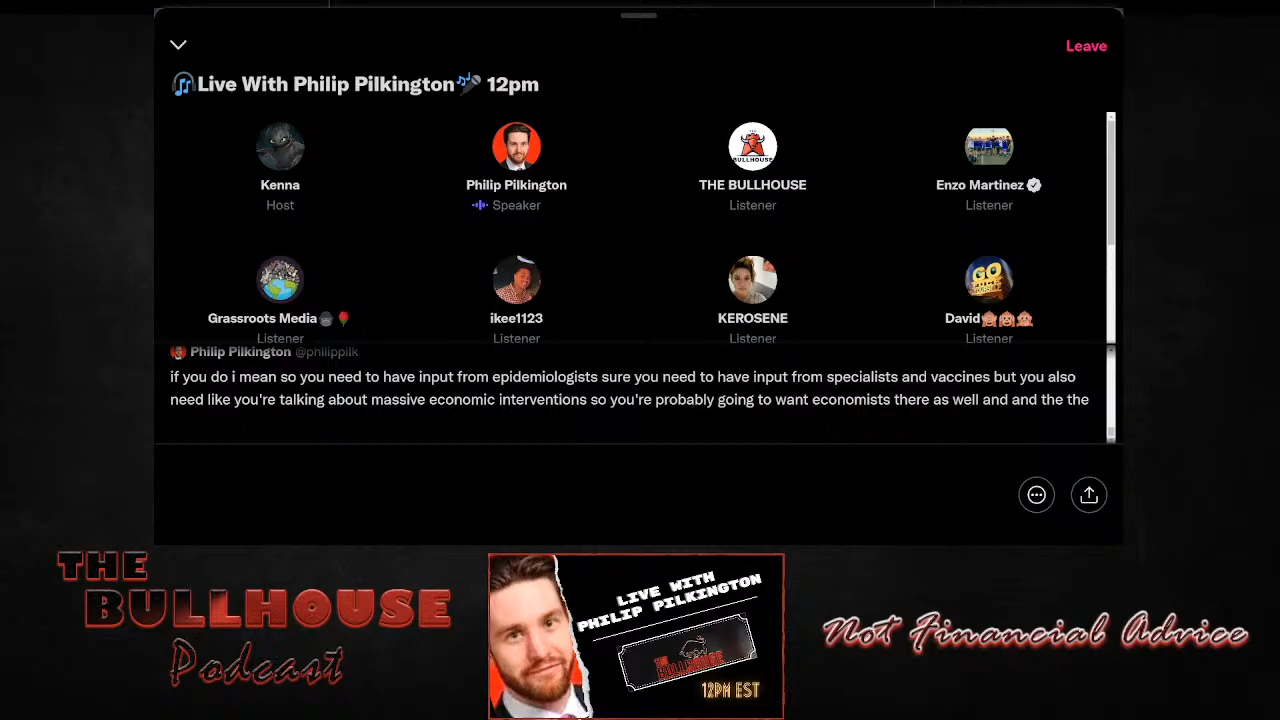 Leave
Live With Philip Pilkington 12pm
Kenna
Host
Philip Pilkington
Speaker
THE BULLHOUSE
Listener
Enzo Martinez
Listener
BULLHOUSE
Grassroots Media
Listener
ikee1123
Listener
KEROSENE
Listener
David
Listener
GO
Philip Pilkington @philippilk
if you do i mean so you need to have input from epidemiologists sure you need to have input from specialists and vaccines but you also
need like you're talking about massive economic interventions so you're probably going to want economists there as well and and the the
THE
BULLHOUSE
Podcast
LIVE WITH
PHILIP PILKINGTON
THE
BULLHOUSE
12PM EST
Not Financial Advice